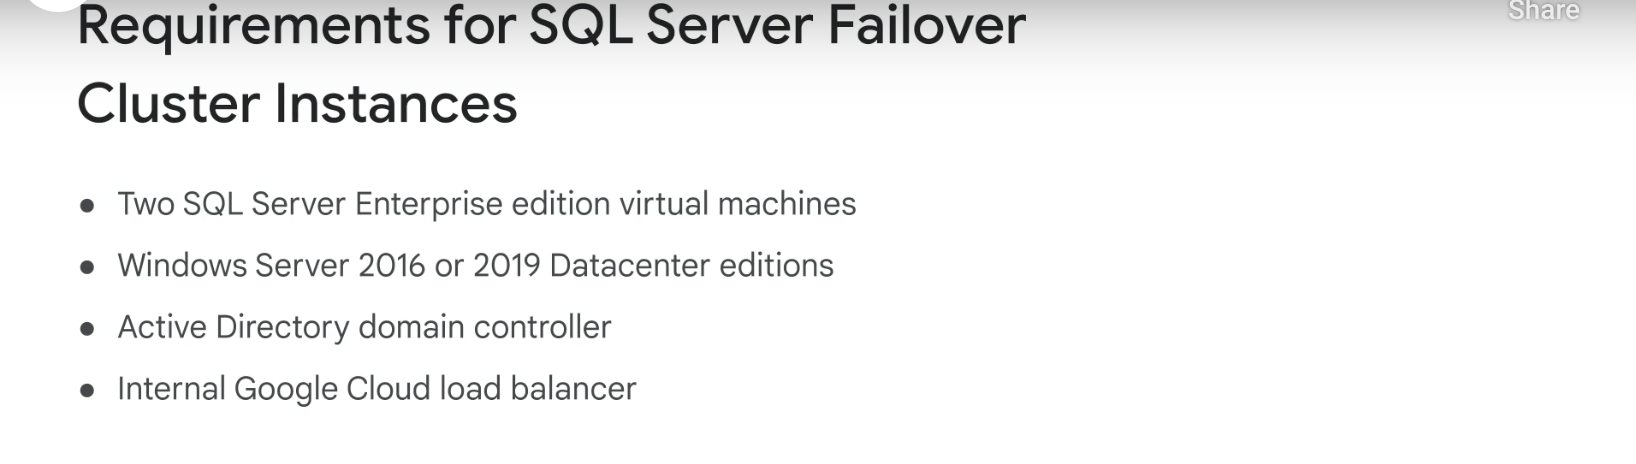 Requirements for SQL Server Failover
Share
Cluster Instances
● Two SQL Server Enterprise edition virtual machines
● Windows Server 2016 or 2019 Datacenter editions
● Active Directory domain controller
● Internal Google Cloud load balancer